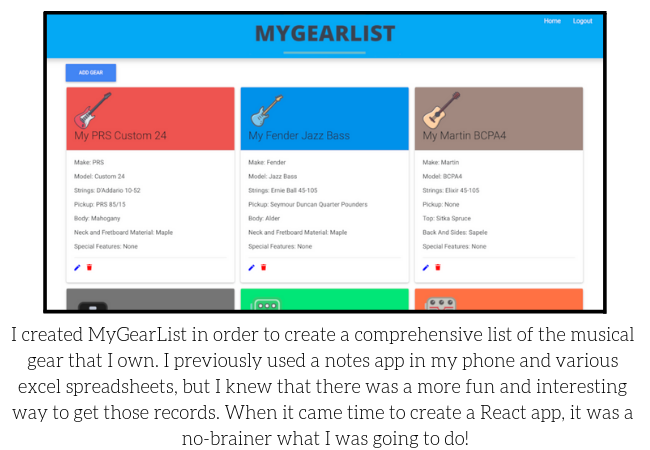 Home Logout
MYGEARLIST
ADD GEAR
My PRS Custom 24
Make: PRS
Model: Custom 24
Strings: D'Addario 10-52
Pickup: PRS 85/15
Body: Mahogany
Neck and Fretboard Material: Maple
Special Features: None
My Fender Jazz Bass
Make: Fender
Model: Jazz Bass
Strings: Ernie Ball 45-105
Pickup: Seymour Duncan Quarter Pounders
Body: Alder
Neck and Fretboard Material: Maple
Special Features: None
My Martin BCPA4
Make: Martin
Model: BCPA4
Strings: Elixir 45-105
Pickup: None
Top: Sitka Spruce
Back And Sides: Sapele
Special Features: None
I created MyGearList in order to create a comprehensive list of the musical
gear that I own. I previously used a notes app in my phone and various
excel spreadsheets, but I knew that there was a more fun and interesting
way to get those records. When it came time to create a React app, it was a
no-brainer what I was going to do!